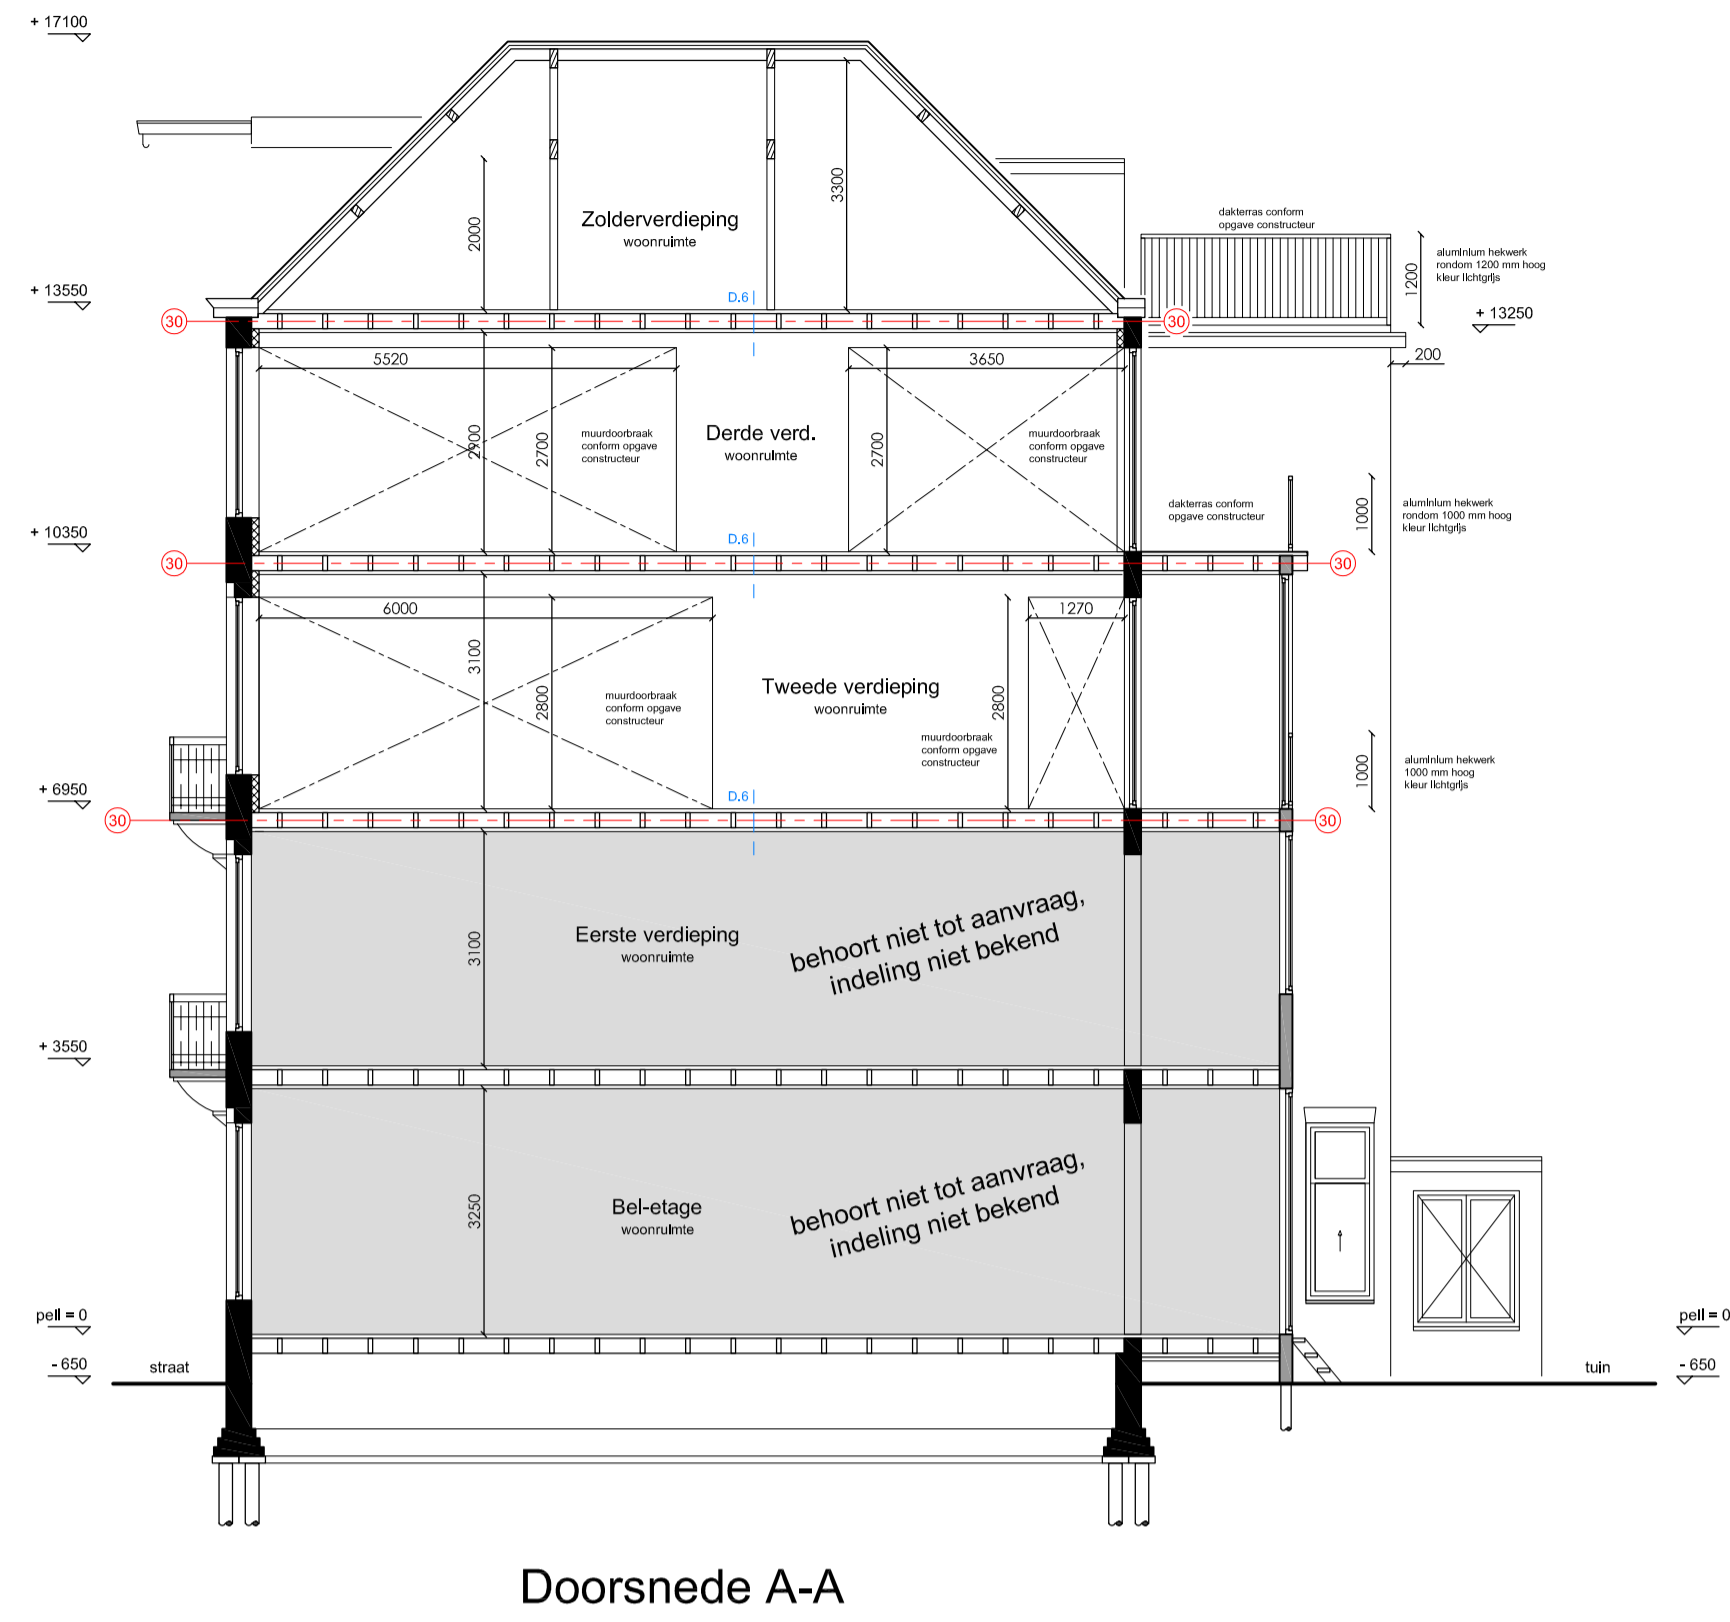 + 17100
3300
2000
Zolderverdieping
woonruimte
dakterras conform
opgave constructeur
1200
aluminium hekwerk
rondom 1200 mm hoog
kleur lichtgrijs
+ 13550
D.6
30
30
+ 13250
5520
3650
200
2900
2700
muurdoorbraak
conform opgave
constructeur
Derde verd.
woonruimte
2700
muurdoorbraak
conform opgave
constructeur
dakterras conform
opgave constructeur
1000
aluminium hekwerk
rondom 1000 mm hoog
kleur lichtgrijs
+ 10350
D.6
30
30
6000
1270
3100
2800
muurdoorbraak
conform opgave
constructeur
Tweede verdieping
woonruimte
2800
muurdoorbraak
conform opgave
constructeur
1000
aluminium hekwerk
1000 mm hoog
kleur lichtgrijs
+ 6950
D.6
30
30
3100
Eerste verdieping
woonruimte
behoort niet tot aanvraag,
indeling niet bekend
+ 3550
3250
Bel-etage
woonruimte
behoort niet tot aanvraag,
indeling niet bekend
peil = 0
peil = 0
- 650
straat
tuin
- 650
Doorsnede A-A